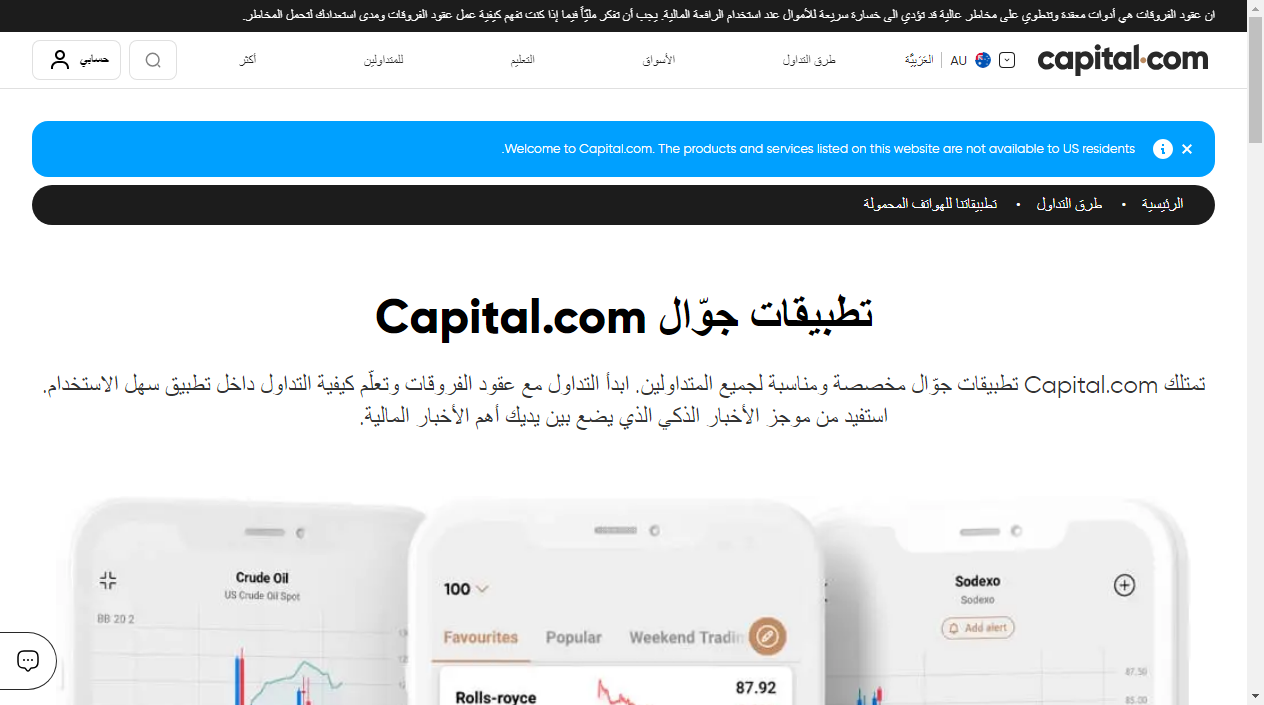 ان عقود الفروقات هي أدوات معقدة وتنطوي على مخاطر عالية قد تؤدي الى خسارة سريعة للأموال عند استخدام الرافعة المالية. يجب أن تفكر مليًّا فيما إذا كنت تفهم كيفية عمل عقود الفروقات ومدى استعدادك لتحمل المخاطر.
capital.com
AU العَرَبِيَّة
طرق التداول
الأسواق
التعليم
للمتداولين
أكثر
حسابي
Welcome to Capital.com. The products and services listed on this website are not available to US residents.
الرئيسية • طرق التداول • تطبيقاتنا للهواتف المحمولة
تطبيقات جوّال Capital.com
تمتلك Capital.com تطبيقات جوّال مخصصة ومناسبة لجميع المتداولين. ابدأ التداول مع عقود الفروقات وتعلّم كيفية التداول داخل تطبيق سهل الاستخدام.
استفيد من موجز الأخبار الذكي الذي يضع بين يديك أهم الأخبار المالية.
Crude Oil
US Crude Oil Spot
BB 20 2
100
Favourites Popular Weekend Tradin
Rolls-royce 87.92
Sodexo
Sodexo
Add alert
87.50
85.00